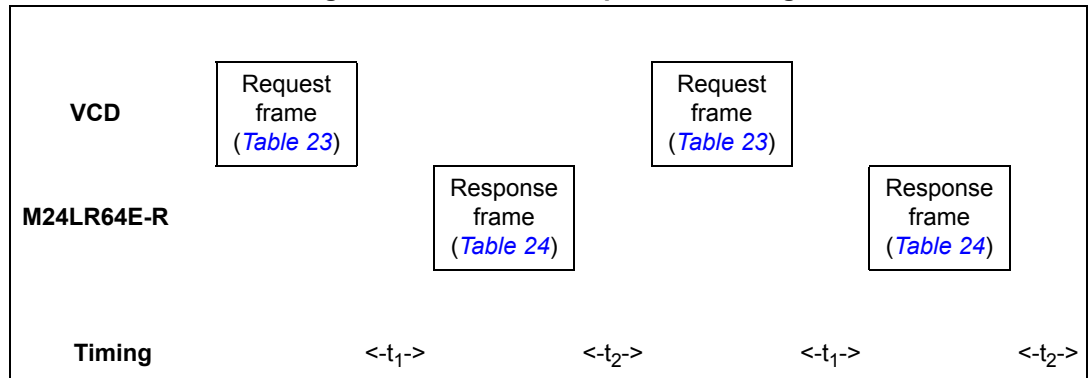 VCD
Request
frame
(Table 23)
Request
frame
(Table 23)
M24LR64E-R
Response
frame
(Table 24)
Response
frame
(Table 24)
Timing <-t1-> <-t2-> <-t1-> <-t2->